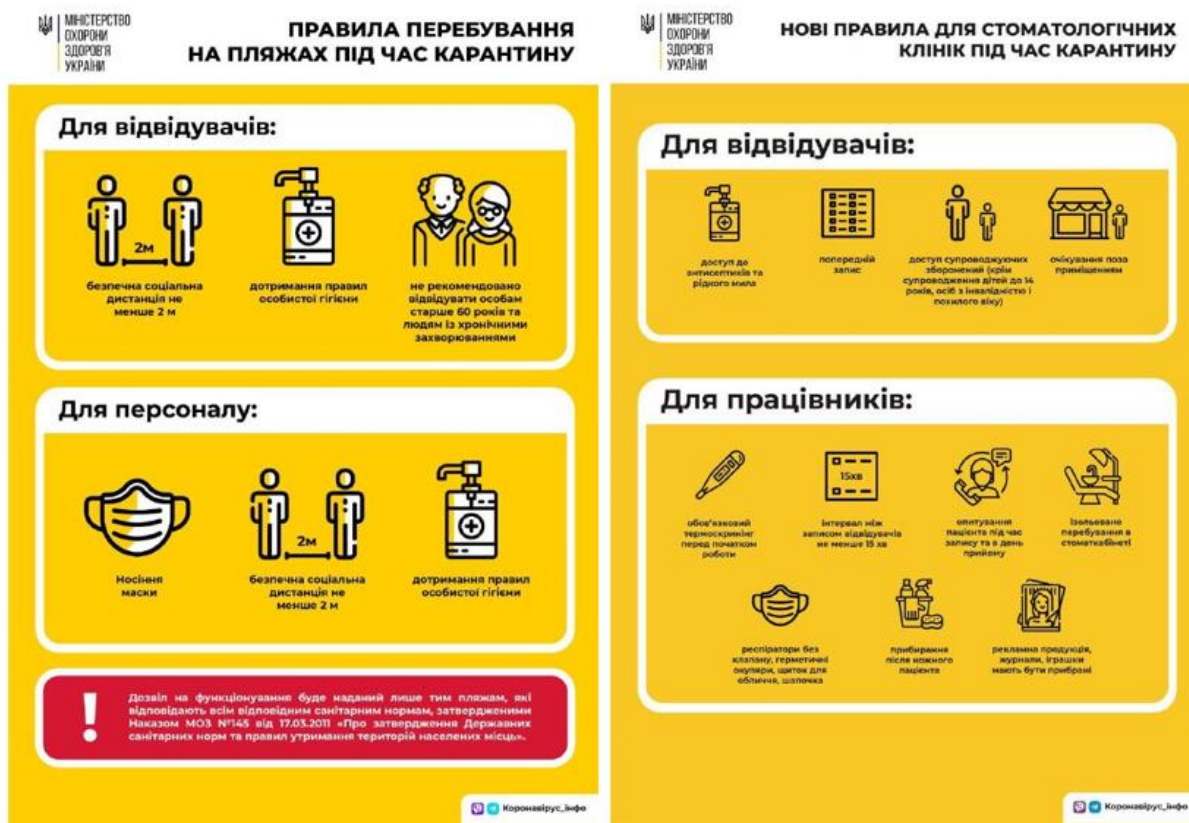 МІНІСТЕРСТВО
ОХОРОНИ
ЗДОРОВ'Я
УКРАЇНИ
ПРАВИЛА ПЕРЕБУВАННЯ
НА ПЛЯЖАХ ПІД ЧАС КАРАНТИНУ
Для відвідувачів:
2м
безпечна соціальна
дистанція не
менше 2 м
дотримання правил
особистої гігієни
не рекомендовано
відвідувати особам
старше 60 років та
людям із хронічними
захворюваннями
Для персоналу:
Носіння
маски
2м
безпечна соціальна
дистанція не
менше 2 м
дотримання правил
особистої гігієни
!
Дозвіл на функціонування буде наданий лише тим пляжам, які
відповідають всім відповідним санітарним нормам, затвердженими
Наказом МОЗ №145 від 17.03.2011 «Про затвердження Державних
санітарних норм та правил утримання територій населених місць».
Коронавірус_інфо
МІНІСТЕРСТВО
ОХОРОНИ
ЗДОРОВ'Я
УКРАЇНИ
НОВІ ПРАВИЛА ДЛЯ СТОМАТОЛОГІЧНИХ
КЛІНІК ПІД ЧАС КАРАНТИНУ
Для відвідувачів:
доступ до
антисептиків та
рідкого мила
попередній
запис
доступ супроводжуючих
зборонений (крім
супроводження дітей до 14
років, осіб з інвалідністю і
похилого віку)
очікування поза
приміщенням
Для працівників:
обов'язковий
термоскринінг
перед початком
роботи
15хв
інтервал між
записом відвідувачів
не менше 15 хв
опитування
пацієнта під час
запису та в день
прийому
ізольоване
перебування в
стоматкабінеті
респіратори без
клапану, герметичні
окуляри, щиток для
обличчя, шапочка
прибирання
після кожного
пацієнта
рекламна продукція,
журнали, іграшки
мають бути прибрані
Коронавірус_інфо